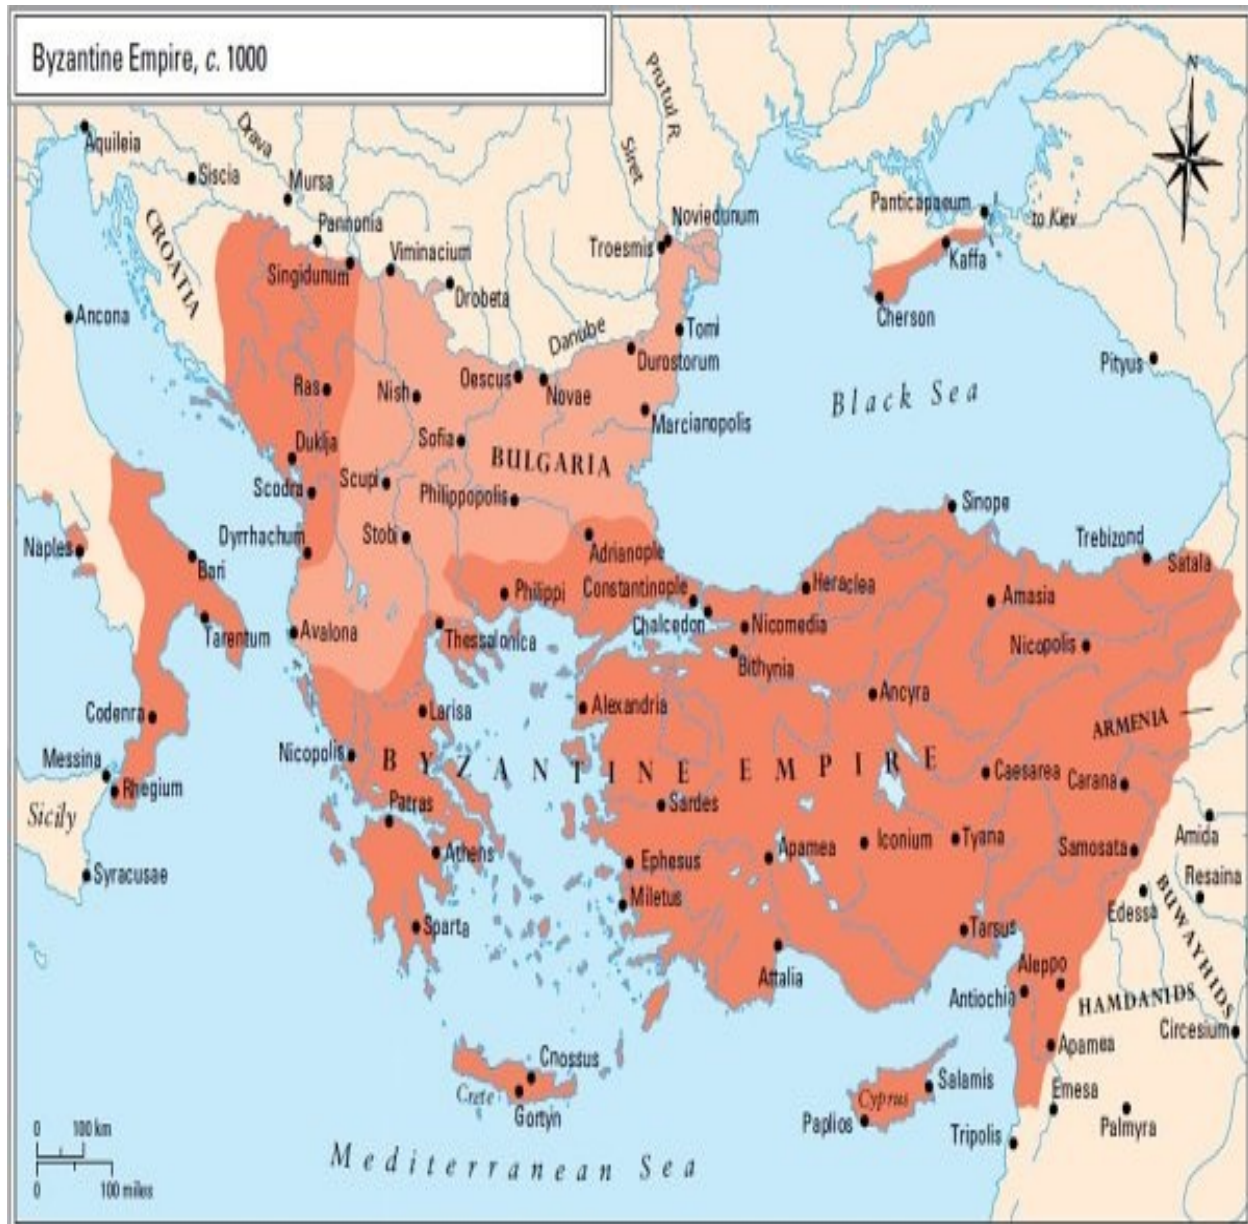 Byzantine Empire, c. 1000
Prutul R.
Siret
N
Drava
Aquileia
Siscia
Mursa
Pannonia
CROATIA
Viminacium
Singidunum
Drobeta
Noviedunum
Troesmis
Panticapaeum
to Kiev
Kaffa
Cherson
Ancona
Danube
Tomi
Durostorum
Pityus
Ras
Nish
Oescus
Novae
Black Sea
Marcianopolis
Sofia
BULGARIA
Duklja
Scodra
Scupi
Philippopolis
Sinope
Naples
Dyrrhachum
Stobi
Adrianople
Trebizond
Satala
Bari
Philippi
Constantinople
Heraclea
Amasia
Tarentum
Avalona
Thessalonica
Chalcedon
Nicomedia
Nicopolis
Bithynia
Codenra
Larisa
Alexandria
Ancyra
ARMENIA
Messina
Nicopolis
BYZANTINE EMPIRE
Caesarea
Carana
Rhegium
Sicily
Patras
Sardes
Amida
Athens
Ephesus
Apamea
Iconium
Tyana
Samosata
Syracusae
Miletus
Resaina
Edessa
BUWAYHIDS
Sparta
Tarsus
Attalia
Aleppo
Antiochia
HAMDANIDS
Circesium
Apamea
Cnossus
Crete
Gortyn
Salamis
Cyprus
Paplios
Emesa
Palmyra
Tripolis
Mediterranean Sea
0 100 km
0 100 miles